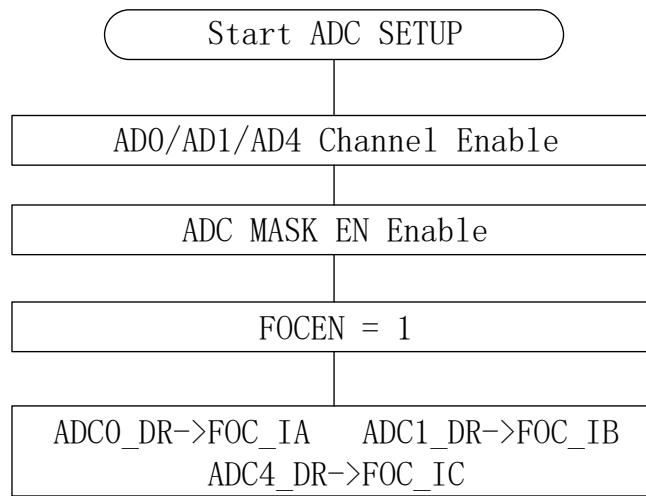 Start ADC SETUP
AD0/AD1/AD4 Channel Enable
ADC MASK EN Enable
FOCEN = 1
ADC0_DR->FOC_IA ADC1_DR->FOC_IB
ADC4_DR->FOC_IC